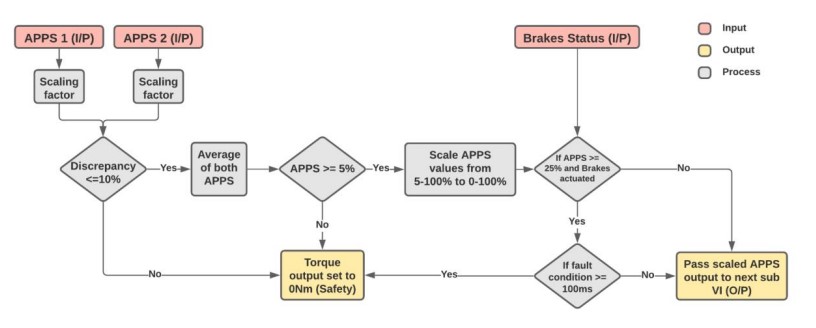 APPS 1 (I/P)
APPS 2 (I/P)
Brakes Status (I/P)
Input
Output
Process
Scaling
factor
Scaling
factor
Discrepancy
<=10%
Yes
Average
of both
APPS
APPS >= 5%
Yes
Scale APPS
values from
5-100% to 0-100%
If APPS >=
25% and Brakes
actuated
No
No
Yes
No
Torque
output set to
0Nm (Safety)
Yes
If fault
condition >=
100ms
No
Pass scaled APPS
output to next sub
VI (O/P)